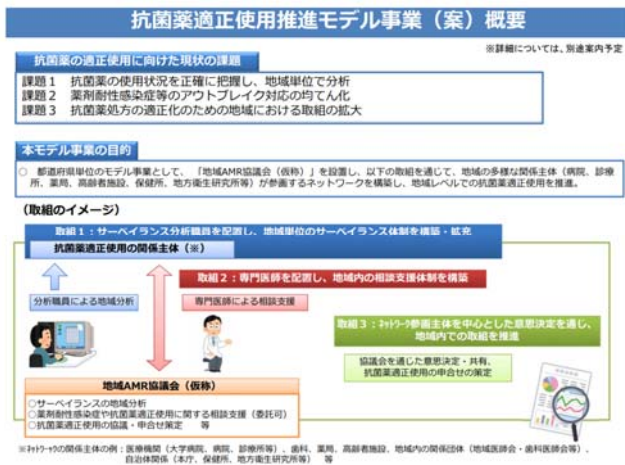 抗菌薬適正使用推進モデル事業（案）概要
※詳細については、別途案内予定
抗菌薬の適正使用に向けた現状の課題
課題１　抗菌薬の使用状況を正確に把握し、地域単位で分析
課題２　薬剤耐性感染症等のアウトブレイク対応の均てん化
課題３　抗菌薬処方の適正化のための地域における取組の拡大
本モデル事業の目的
○　都道府県単位のモデル事業として、「地域AMR協議会（仮称）」を設置し、以下の取組を通じて、地域の多様な関係主体（病院、診療
所、薬局、高齢者施設、保健所、地方衛生研究所等）が参画するネットワークを構築し、地域レベルでの抗菌薬適正使用を推進。
（取組のイメージ）
取組１：サーベイランス分析職員を配置し、地域単位のサーベイランス体制を構築・拡充
抗菌薬適正使用の関係主体（※）
取組２：専門医師を配置し、地域内の相談支援体制を構築
分析職員による地域分析
専門医師による相談支援
取組３：ﾈｯﾄﾜｰｸ参画主体を中心とした意思決定を通じ、
地域内での取組を推進
協議会を通じた意思決定・共有、
抗菌薬適正使用の申合せの策定
地域AMR協議会（仮称）
○サーベイランスの地域分析
○薬剤耐性感染症や抗菌薬適正使用に関する相談支援（委託可）
○抗菌薬適正使用の協議・申合せ策定　等
※ﾈｯﾄﾜｰｸの関係主体の例：医療機関（大学病院、病院、診療所等）、歯科、薬局、高齢者施設、地域内の関係団体（地域医師会・歯科医師会等）、
自治体関係（本庁、保健所、地方衛生研究所等）　等